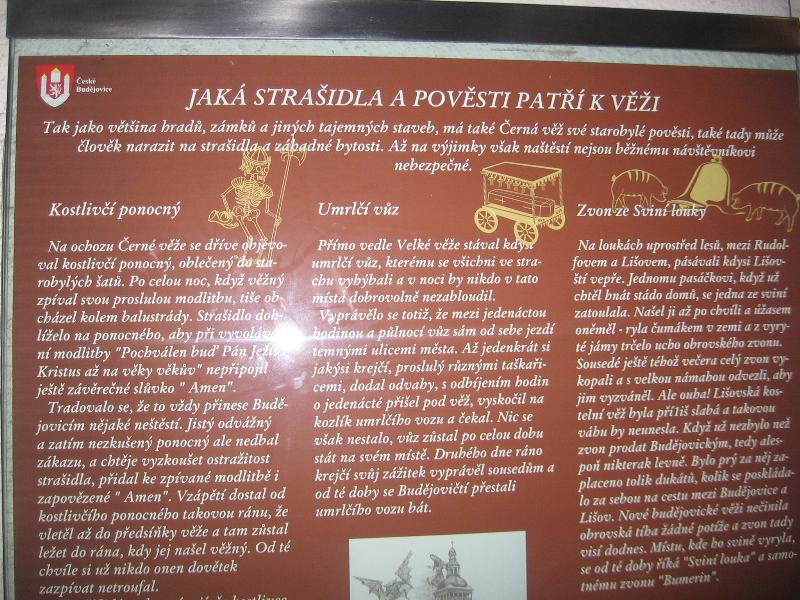 České
Budějovice
JAKÁ STRAŠIDLA A POVĚSTI PATŘÍ K VĚŽI
Tak jako většina hradů, zámků a jiných tajemných staveb, má také Černá věž své starobylé pověsti, také tady může
člověk narazit na strašidla a záhadné bytosti. Až na výjimky však naštěstí nejsou běžnému návštěvníkovi
nebezpečné.
Kostlivčí ponocný
Na ochozu Černé věže se dříve objevo-
val kostlivčí ponocný, oblečený do sta-
robylých šatů. Po celou noc, když věžný
zpíval svou proslulou modlitbu, tiše ob-
cházel kolem balustrády. Strašidlo doh-
líželo na ponocného, aby při vyvolává-
ní modlitby "Pochválen buď Pán Ježíš
Kristus až na věky věkův" nepřipojil
ještě závěrečné slůvko " Amen".
Tradovalo se, že to vždy přinese Budě-
jovicím nějaké neštěstí. Jistý odvážný
a zatím nezkušený ponocný ale nedbal
zákazu, a chtěje vyzkoušet ostražitost
strašidla, přidal ke zpívané modlitbě i
zapovězené " Amen". Vzápětí dostal od
kostlivčího ponocného takovou ránu, že
vletěl až do předsíňky věže a tam zůstal
ležet do rána, kdy jej našel věžný. Od té
chvíle si už nikdo onen dovětek
zazpívat netroufal.
Umrlčí vůz
Přímo vedle Velké věže stával kdysi
umrlčí vůz, kterému se všichni ve stra-
chu vyhýbali a v noci by nikdo v tato
místa dobrovolně nezabloudil.
Vyprávělo se totiž, že mezi jedenáctou
hodinou a půlnocí vůz sám od sebe jezdí
temnými ulicemi města. Až jedenkrát si
jakýsi krejčí, proslulý různými taškaři-
cemi, dodal odvahy, s odbíjením hodin
o jedenácté přišel pod věž, vyskočil na
kozlík umrlčího vozu a čekal. Nic se
však nestalo, vůz zůstal po celou dobu
stát na svém místě. Druhého dne ráno
krejčí svůj zážitek vyprávěl sousedům a
od té doby se Budějovičtí přestali
umrlčího vozu bát.
Zvon ze Sviní louky
Na loukách uprostřed lesů, mezi Rudol-
fovem a Lišovem, pásávali kdysi Lišov-
ští vepře. Jednomu pasáčkovi, když už
chtěl hnát stádo domů, se jedna ze sviní
zatoulala. Našel ji až po chvíli a úžasem
oněměl - ryla čumákem v zemi a z vyry-
té jámy trčelo ucho obrovského zvonu.
Sousedé ještě téhož večera celý zvon vy-
kopali a s velkou námahou odvezli, aby
jim vyzváněl. Ale ouha! Lišovská kos-
telní věž byla příliš slabá a takovou
váhu by neunesla. Když už nezbylo než
zvon prodat Budějovickým, tedy ales-
poň nikterak levně. Bylo prý za něj za-
placeno tolik dukátů, kolik se posklada-
lo za sebou na cestu mezi Budějovice a
Lišov. Nové budějovické věži nečinila
obrovská tíha žádné potíže a zvon tady
visí dodnes. Místu, kde ho svině vyryla,
se od té doby říká "Sviní louka" a samo-
tnému zvonu "Bumerin".